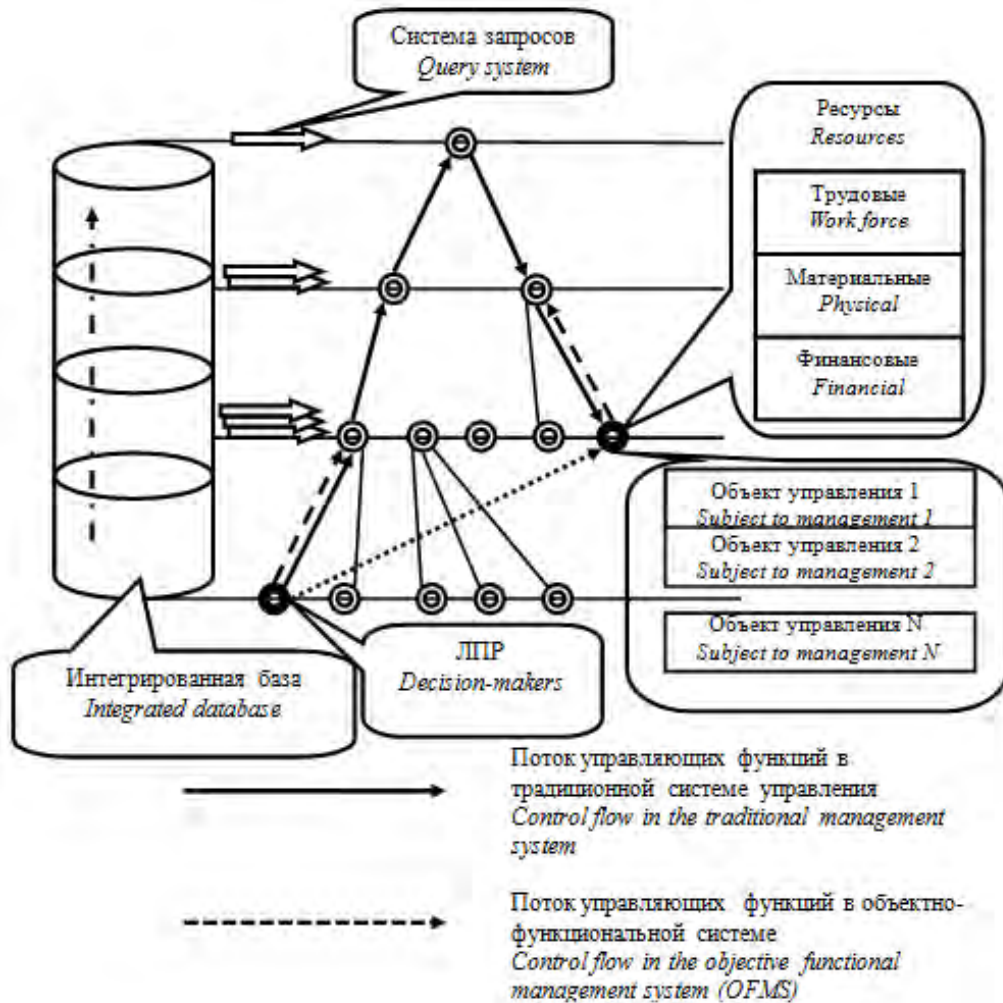 Система запросов
Query system
Ресурсы
Resources
Трудовые
Work force
Материальные
Physical
Финансовые
Financial
Объект управления 1
Subject to management 1
Объект управления 2
Subject to management 2
Объект управления N
Subject to management N
ЛПР
Decision-makers
Интегрированная база
Integrated database
Поток управляющих функций в
традиционной системе управления
Control flow in the traditional management
system
Поток управляющих функций в объектно-
функциональной системе
Control flow in the objective functional
management system (OFMS)